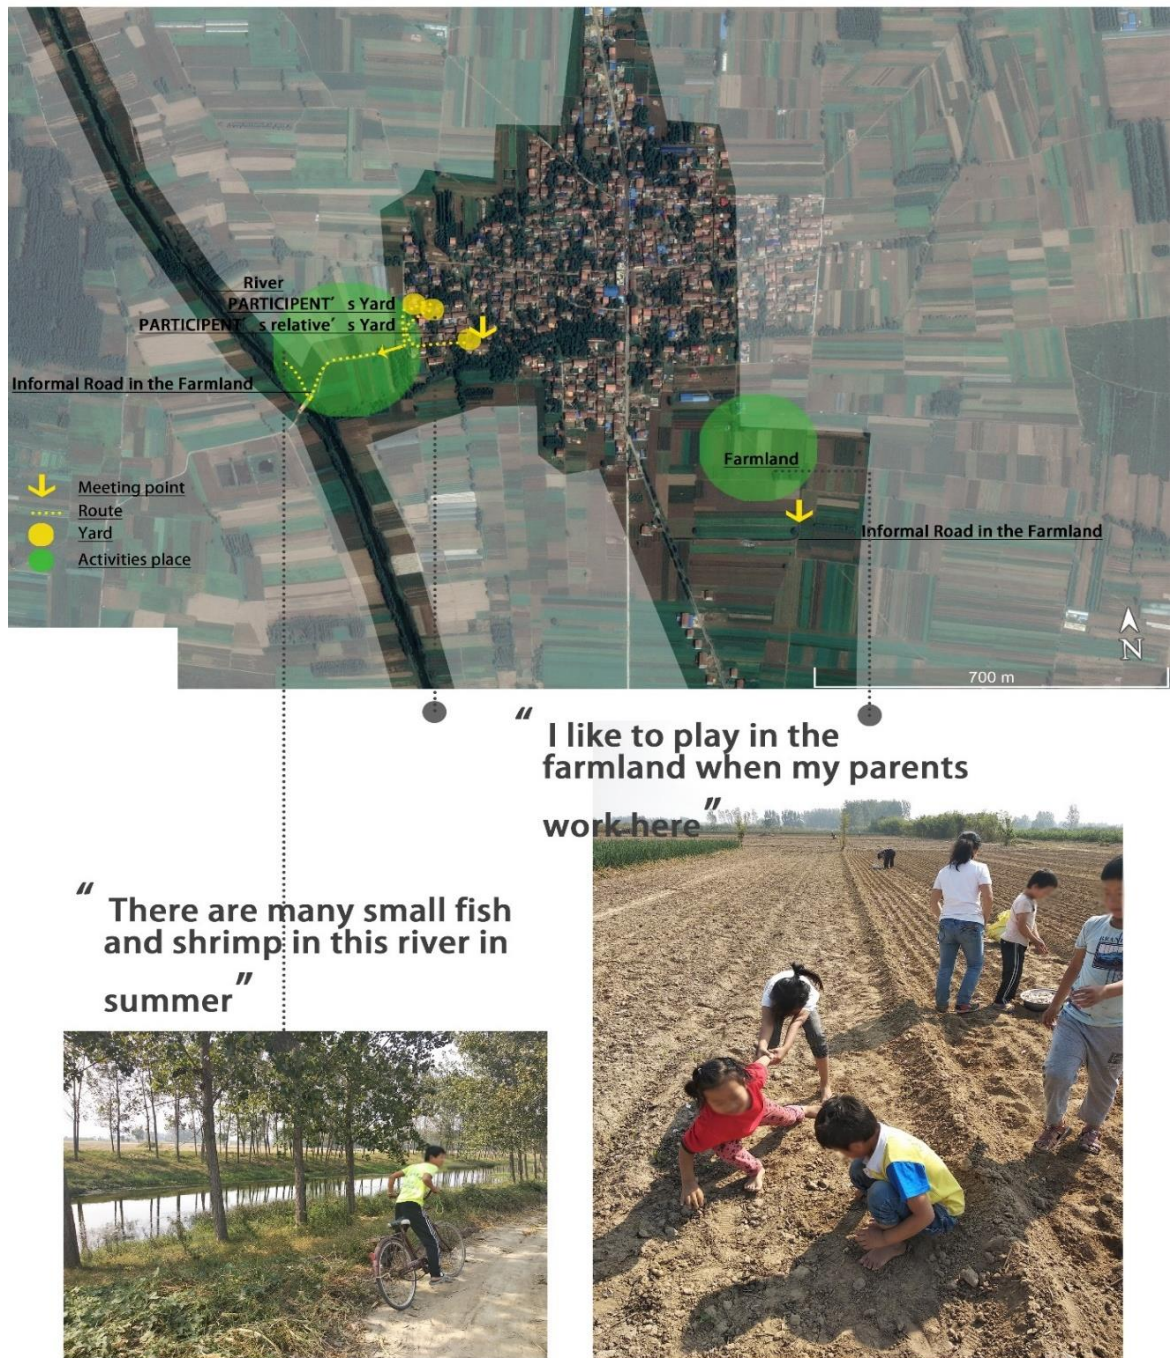 River
PARTICIPENT′ s Yard
PARTICIPENT′ s relative′ s Yard
Informal Road in the Farmland
Farmland
Informal Road in the Farmland
Meeting point
Route
Yard
Activities place
N
700 m
“ I like to play in the
farmland when my parents
work here”
“ There are many small fish
and shrimp in this river in
summer”